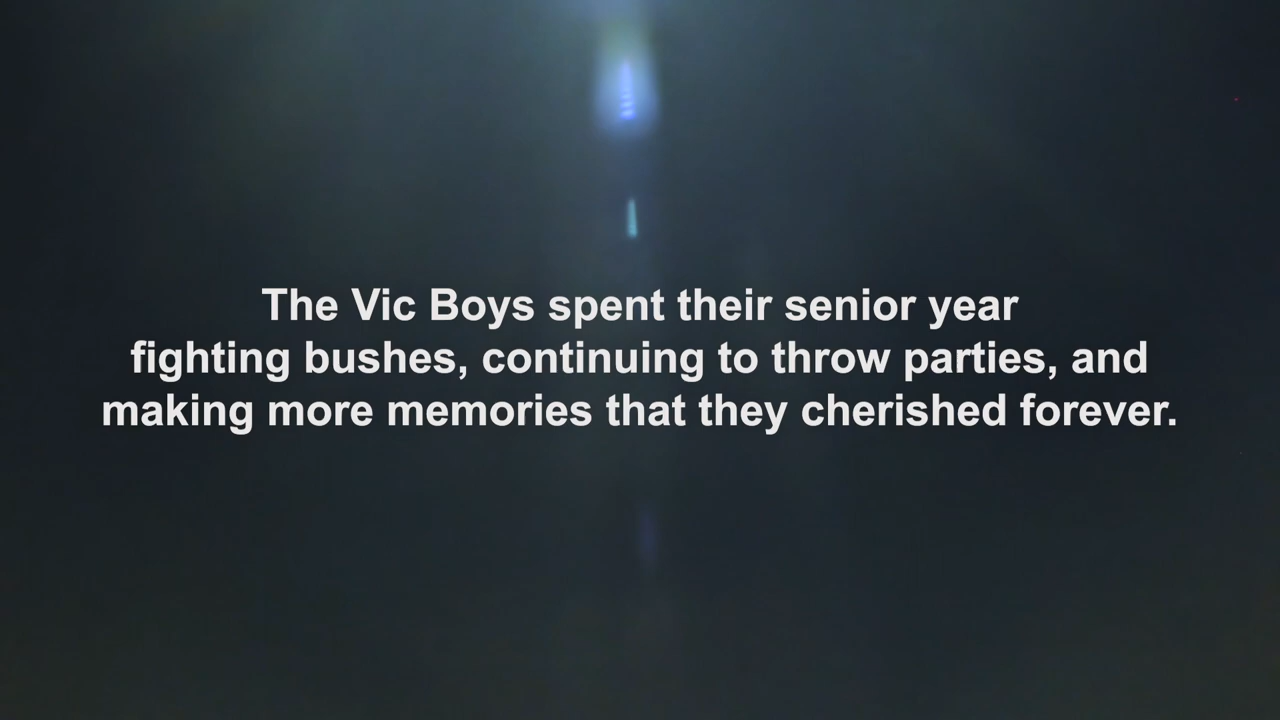 The Vic Boys spent their senior year
fighting bushes, continuing to throw parties, and
making more memories that they cherished forever.